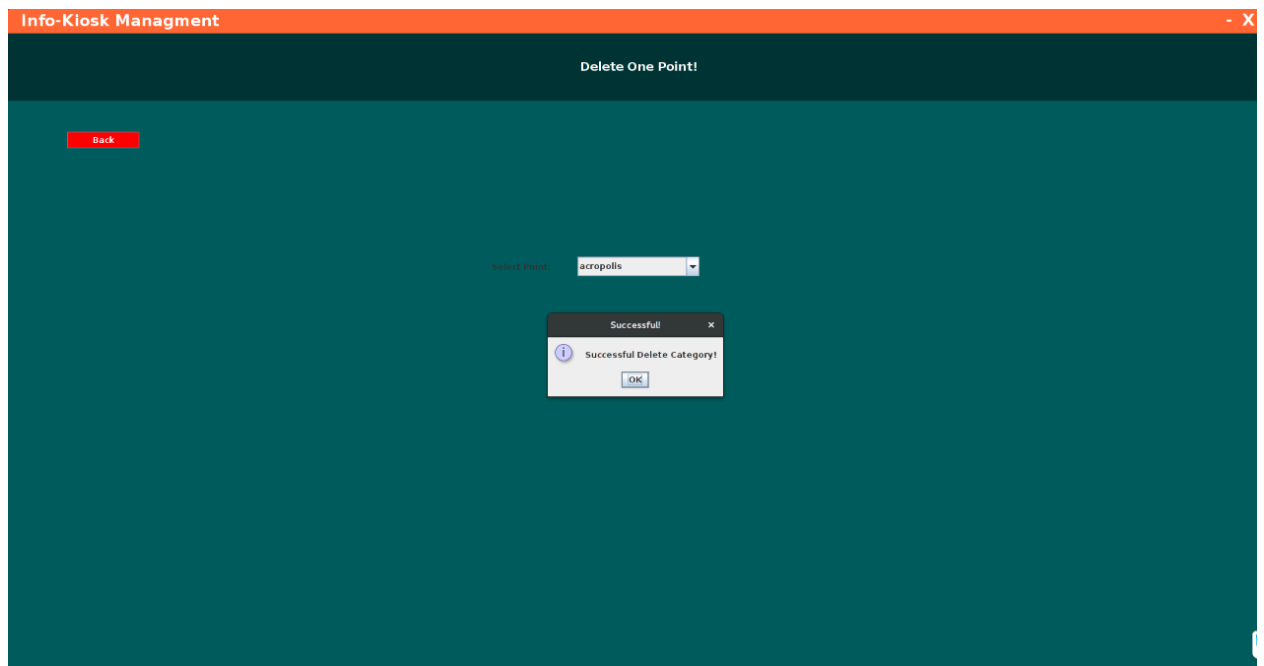 Info-Kiosk Managment - X
Delete One Point!
Back
Select Point: acropolis
Successful! ×
Successful Delete Category!
OK